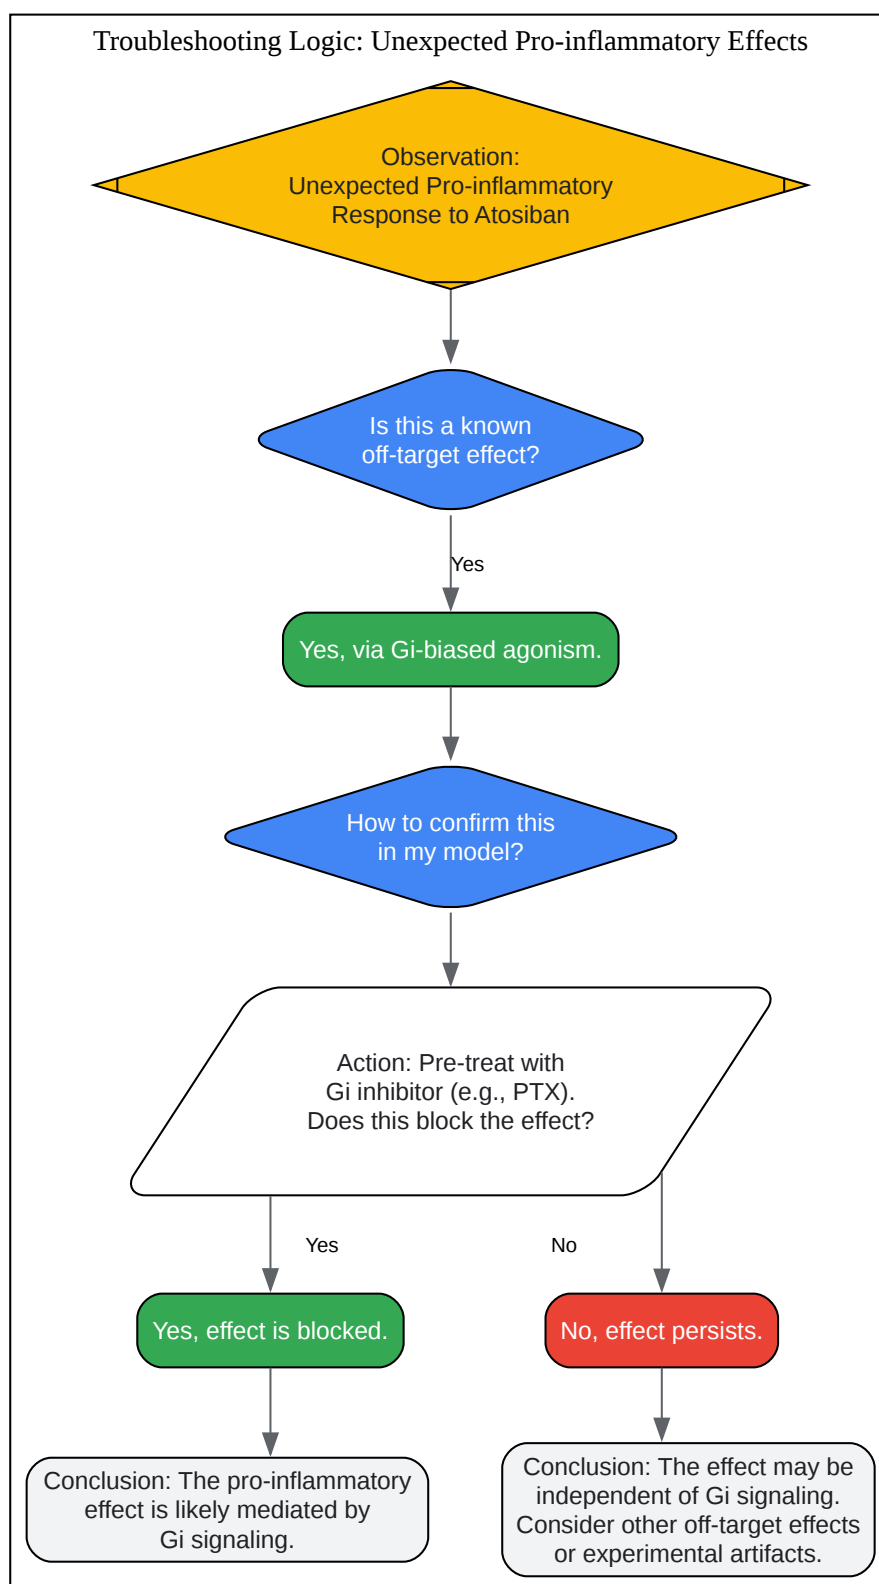 Troubleshooting Logic: Unexpected Pro-inflammatory Effects
Observation:
Unexpected Pro-inflammatory
Response to Atosiban
Is this a known
off-target effect?
Yes
Yes, via Gi-biased agonism.
How to confirm this
in my model?
Action: Pre-treat with
Gi inhibitor (e.g., PTX).
Does this block the effect?
Yes
No
Yes, effect is blocked.
No, effect persists.
Conclusion: The pro-inflammatory
effect is likely mediated by
Gi signaling.
Conclusion: The effect may be
independent of Gi signaling.
Consider other off-target effects
or experimental artifacts.